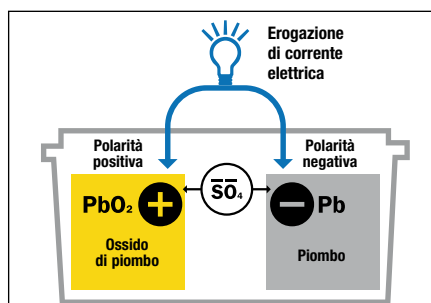 Erogazione
di corrente
elettrica
Polarità
positiva
Polarità
negativa
PbO₂ +
SO₄
− Pb
Ossido
di piombo
Piombo